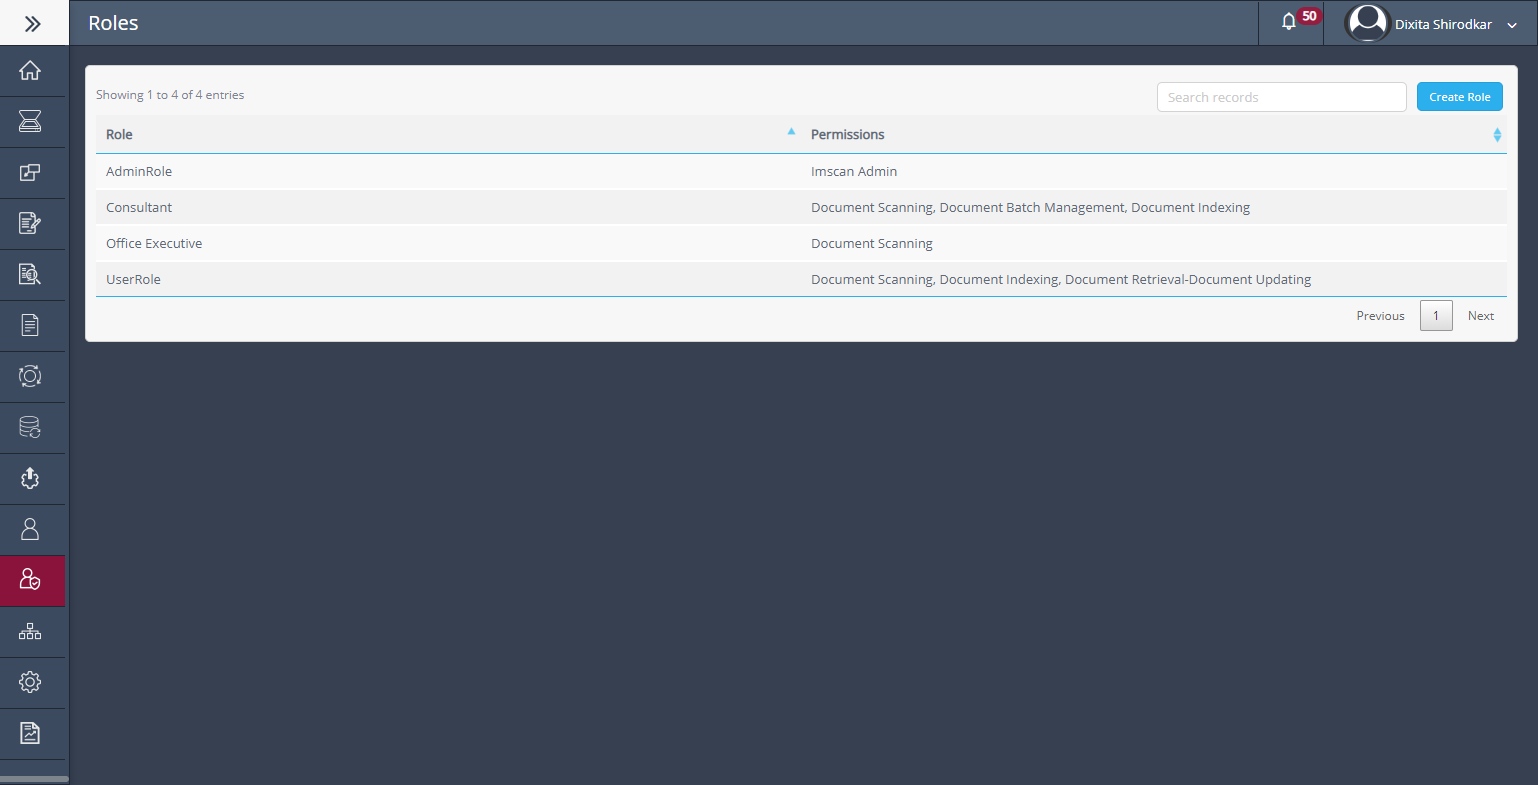 Roles
50
Dixita Shirodkar
Showing 1 to 4 of 4 entries
Search records
Create Role
Role Permissions
AdminRole Imscan Admin
Consultant Document Scanning, Document Batch Management, Document Indexing
Office Executive Document Scanning
UserRole Document Scanning, Document Indexing, Document Retrieval-Document Updating
Previous 1 Next